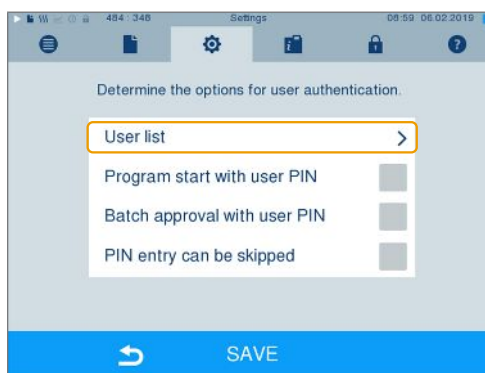 484 : 348 Settings 08:59 06.02.2019
Determine the options for user authentication.
User list
Program start with user PIN
Batch approval with user PIN
PIN entry can be skipped
SAVE